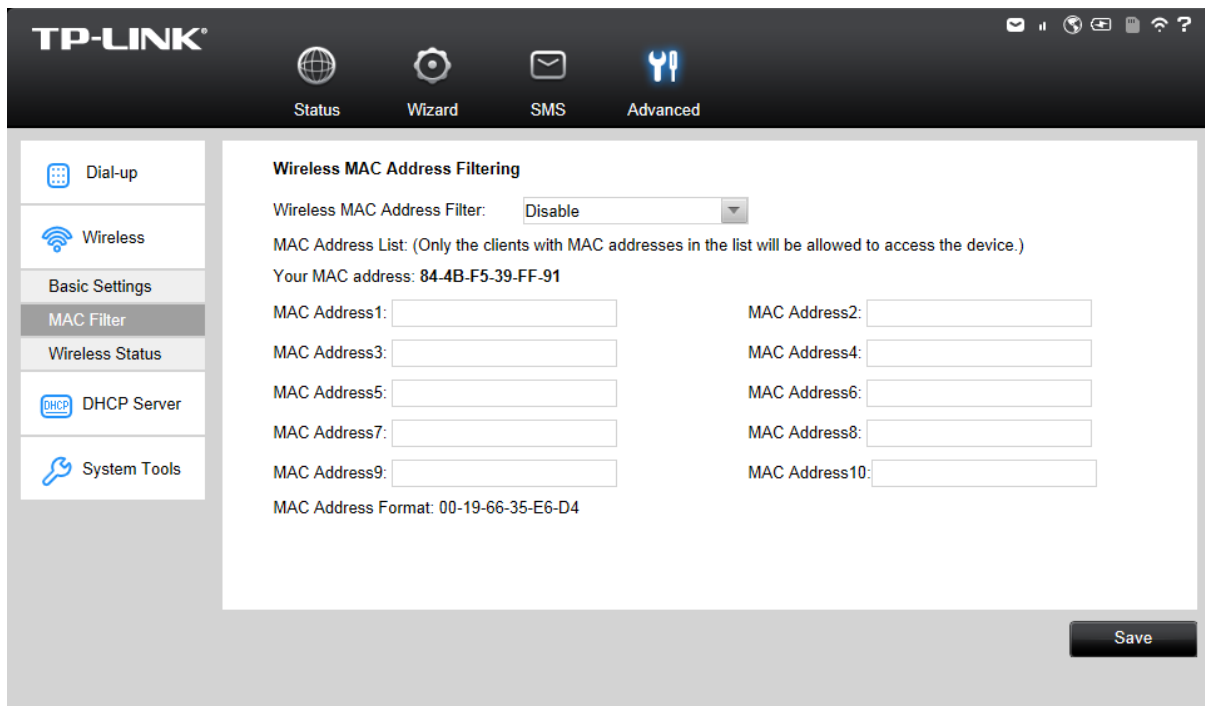 TP-LINK®
?
Status Wizard SMS Advanced
Dial-up
Wireless
Basic Settings
MAC Filter
Wireless Status
DHCP DHCP Server
System Tools
Wireless MAC Address Filtering
Wireless MAC Address Filter: Disable
MAC Address List: (Only the clients with MAC addresses in the list will be allowed to access the device.)
Your MAC address: 84-4B-F5-39-FF-91
MAC Address1: MAC Address2:
MAC Address3: MAC Address4:
MAC Address5: MAC Address6:
MAC Address7: MAC Address8:
MAC Address9: MAC Address10:
MAC Address Format: 00-19-66-35-E6-D4
Save